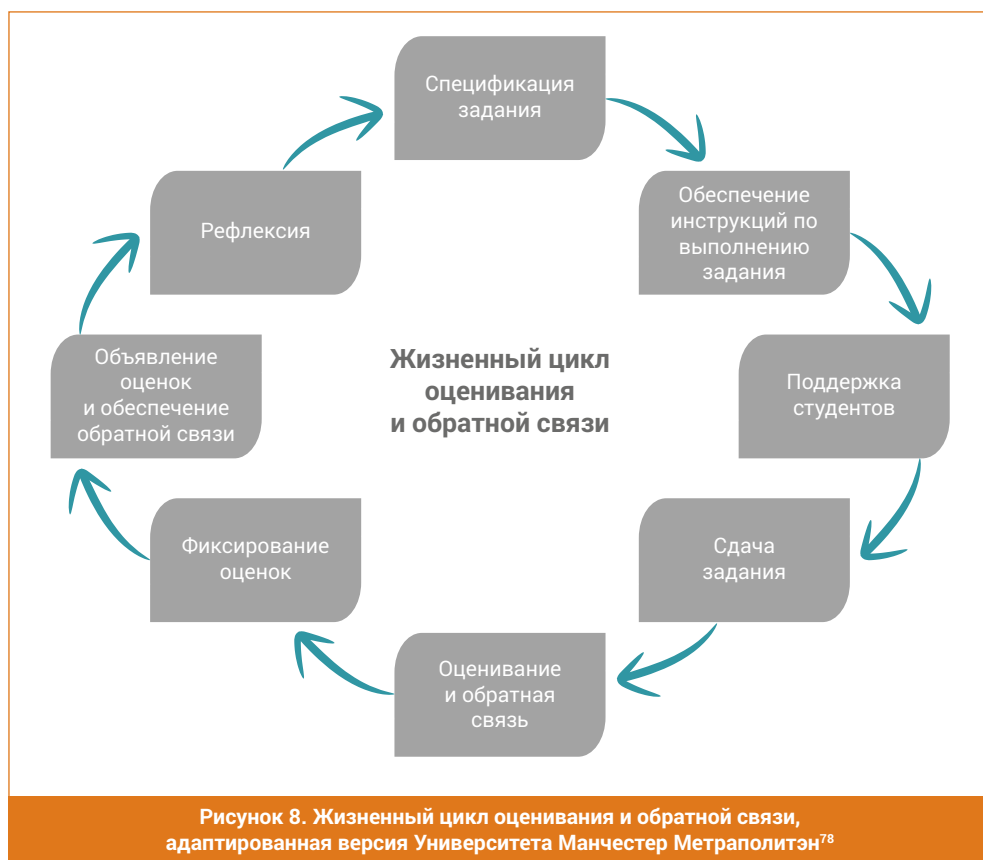 Спецификация
задания
Обеспечение
инструкций по
выполнению
задания
Поддержка
студентов
Сдача
задания
Оценивание
и обратная
связь
Фиксирование
оценок
Объявление
оценок
и обеспечение
обратной связи
Рефлексия
Жизненный цикл
оценивания
и обратной связи
Рисунок 8. Жизненный цикл оценивания и обратной связи,
адаптированная версия Университета Манчестер Метраполитэн78